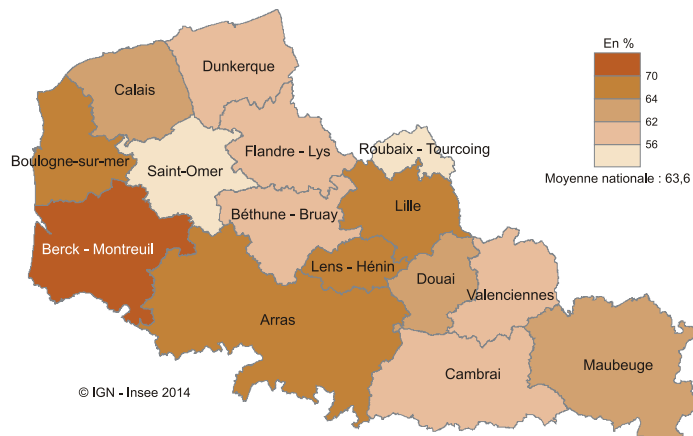 En %
70
64
62
56
Moyenne nationale : 63,6
Dunkerque
Calais
Boulogne-sur-mer
Saint-Omer
Flandre - Lys
Roubaix - Tourcoing
Béthune - Bruay
Lille
Berck - Montreuil
Lens - Hénin
Douai
Valenciennes
Arras
Cambrai
Maubeuge
© IGN - Insee 2014